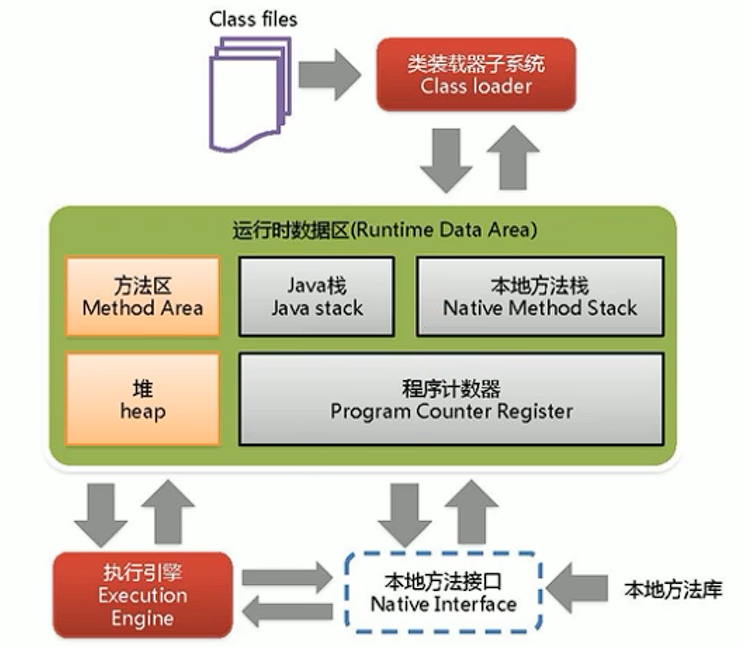 Class files
类装载器子系统
Class loader
运行时数据区(Runtime Data Area)
方法区
Method Area
Java栈
Java stack
本地方法栈
Native Method Stack
堆
heap
程序计数器
Program Counter Register
执行引擎
Execution
Engine
本地方法接口
Native Interface
本地方法库